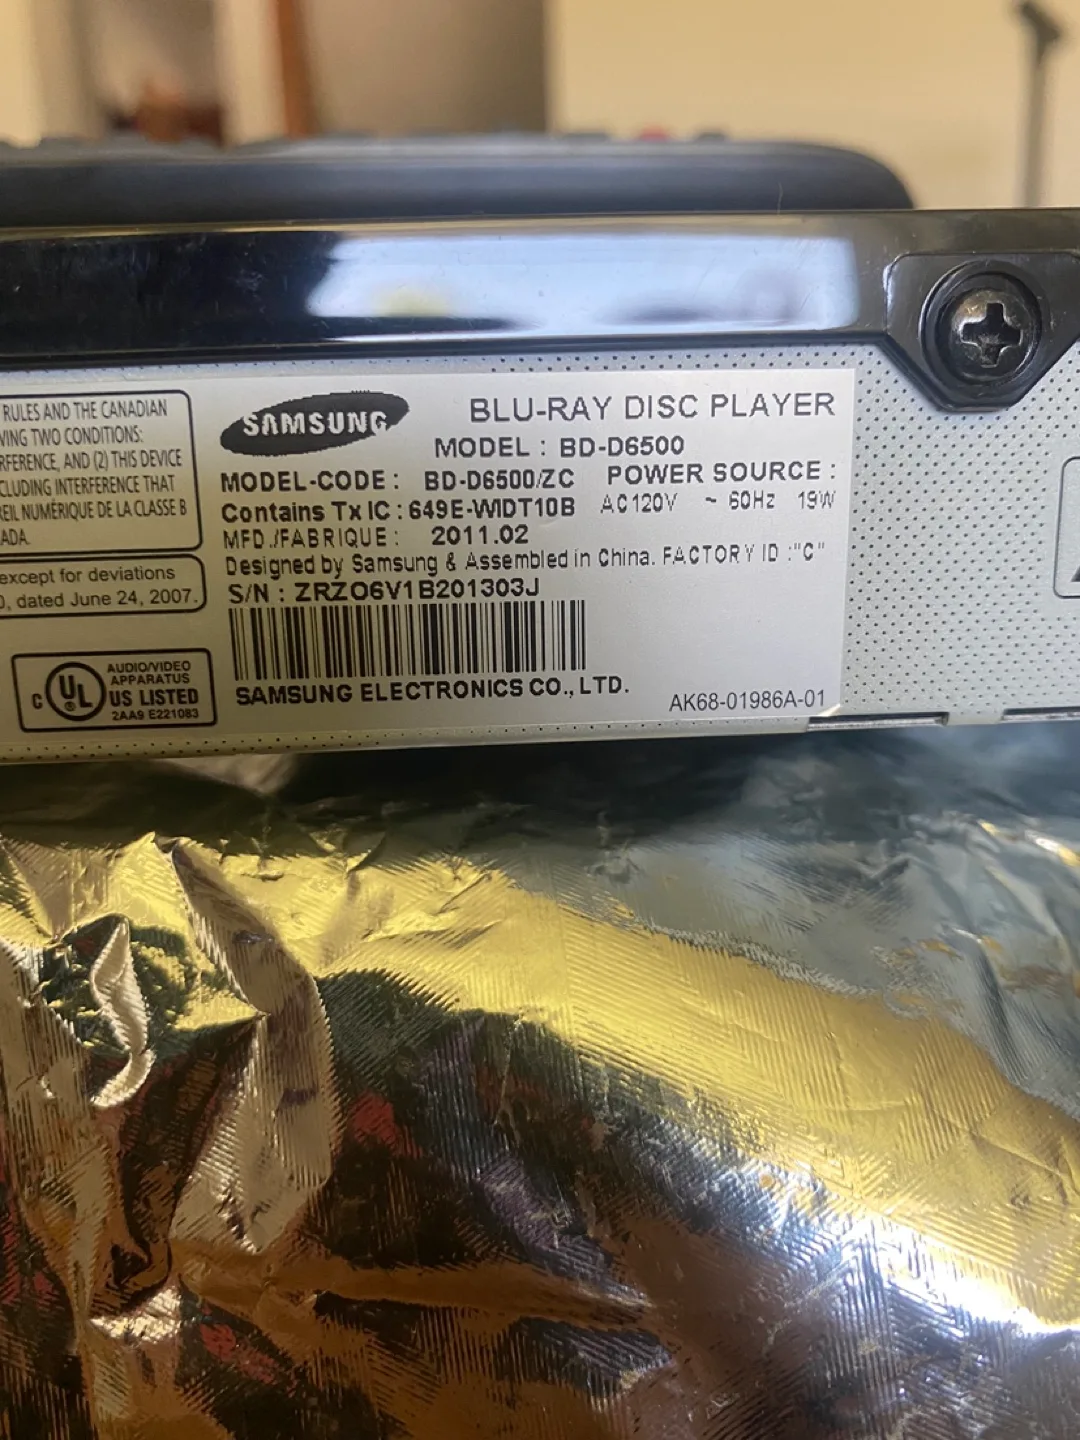 RULES AND THE CANADIAN
WING TWO CONDITIONS:
RFERENCE, AND (2) THIS DEVICE
CLUDING INTERFERENCE THAT
EIL NUMÉRIQUE DE LA CLASSE B
ADA.
except for deviations
0, dated June 24, 2007.
C UL ® AUDIO/VIDEO
APPARATUS
US LISTED
2AA9 E221083
SAMSUNG BLU-RAY DISC PLAYER
MODEL : BD-D6500
MODEL-CODE : BD-D6500/ZC POWER SOURCE :
Contains Tx IC : 649E-WIDT10B AC120V ~ 60Hz 19W
MFD./FABRIQUE : 2011.02
Designed by Samsung & Assembled in China. FACTORY ID :"C"
S/N : ZRZO6V1B201303J
SAMSUNG ELECTRONICS CO., LTD.
AK68-01986A-01